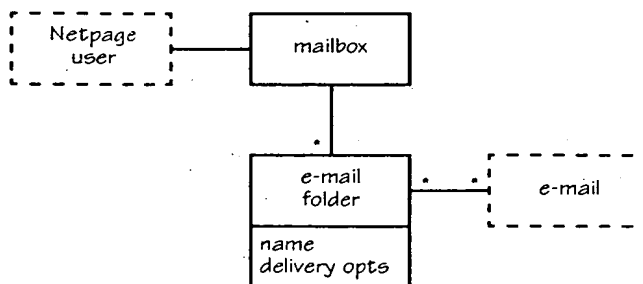 Netpage
user
mailbox
*
e-mail
folder
* *
e-mail
name
delivery opts